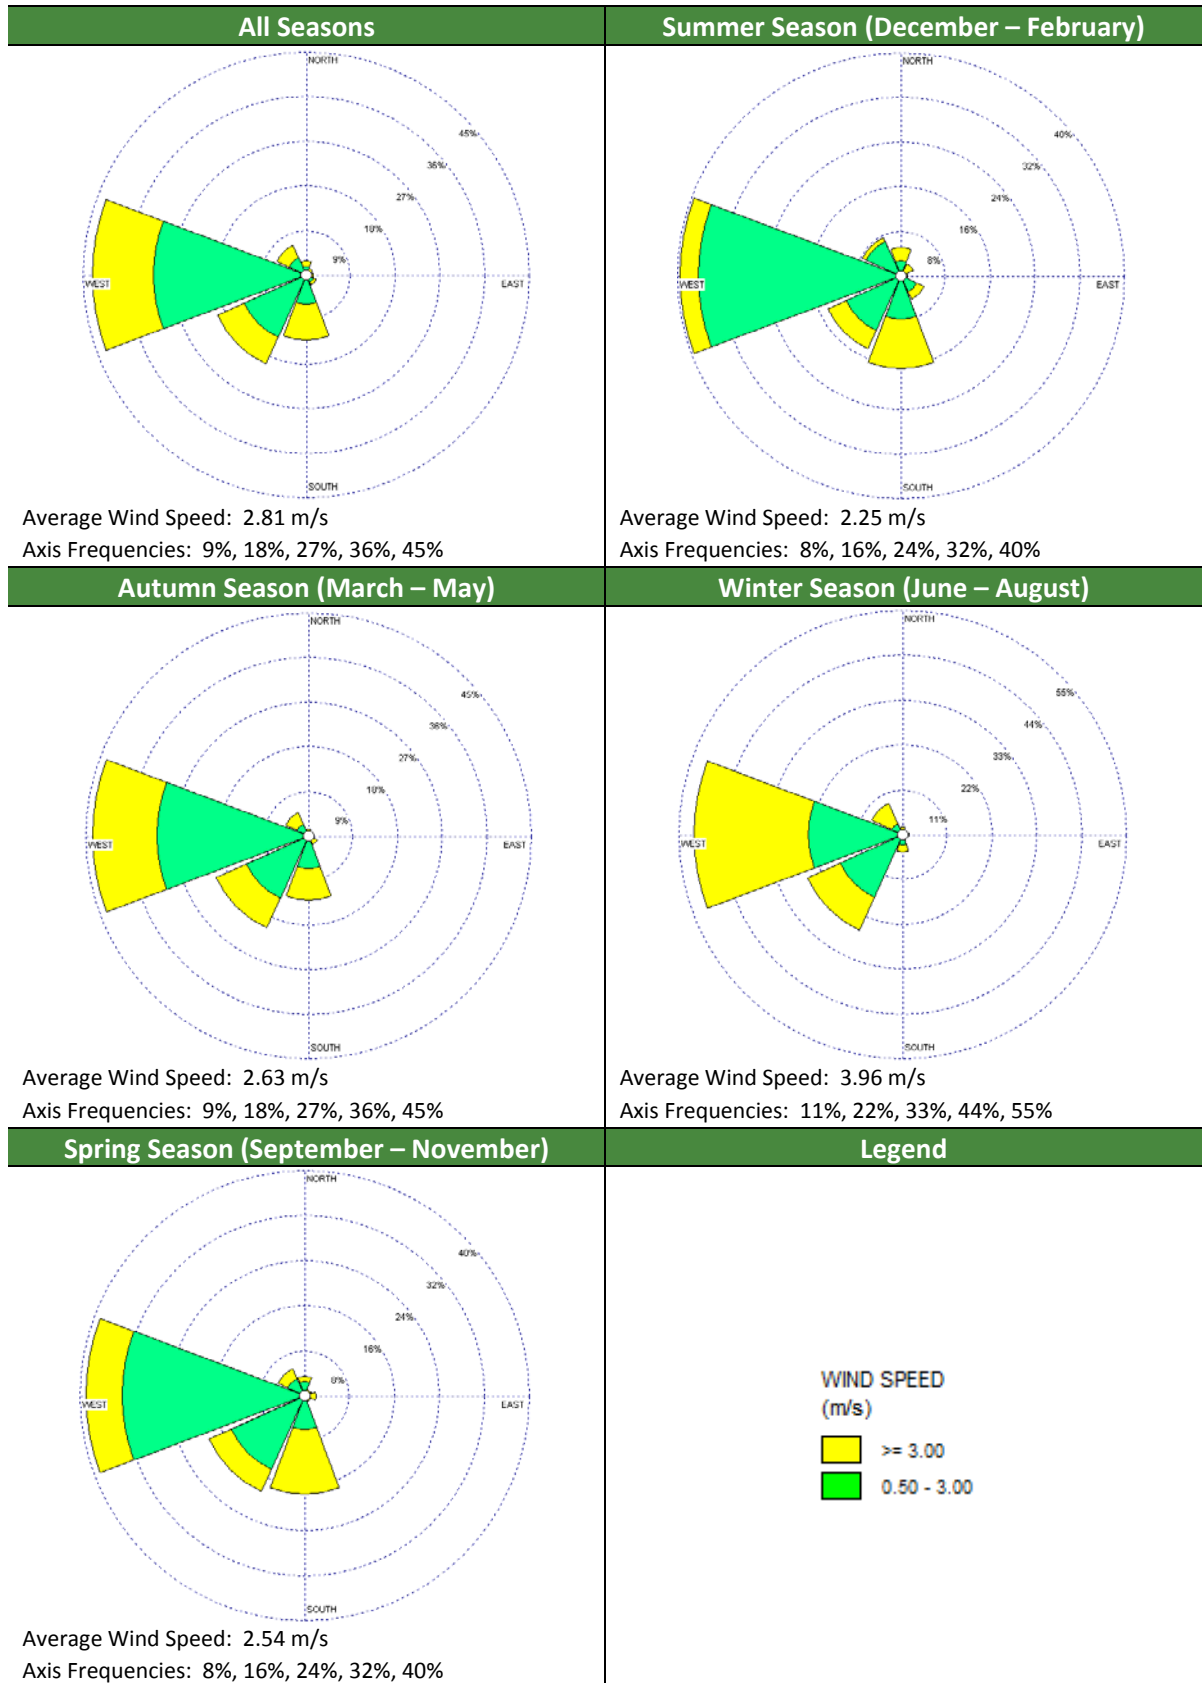 All Seasons
NORTH
45%
36%
27%
18%
9%
WEST
EAST
SOUTH
Average Wind Speed: 2.81 m/s
Axis Frequencies: 9%, 18%, 27%, 36%, 45%
Summer Season (December – February)
NORTH
40%
32%
24%
16%
8%
WEST
EAST
SOUTH
Average Wind Speed: 2.25 m/s
Axis Frequencies: 8%, 16%, 24%, 32%, 40%
Autumn Season (March – May)
NORTH
45%
36%
27%
18%
9%
WEST
EAST
SOUTH
Average Wind Speed: 2.63 m/s
Axis Frequencies: 9%, 18%, 27%, 36%, 45%
Winter Season (June – August)
NORTH
55%
44%
33%
22%
11%
WEST
EAST
SOUTH
Average Wind Speed: 3.96 m/s
Axis Frequencies: 11%, 22%, 33%, 44%, 55%
Spring Season (September – November)
NORTH
40%
32%
24%
16%
8%
WEST
EAST
SOUTH
Average Wind Speed: 2.54 m/s
Axis Frequencies: 8%, 16%, 24%, 32%, 40%
Legend
WIND SPEED
(m/s)
>= 3.00
0.50 - 3.00